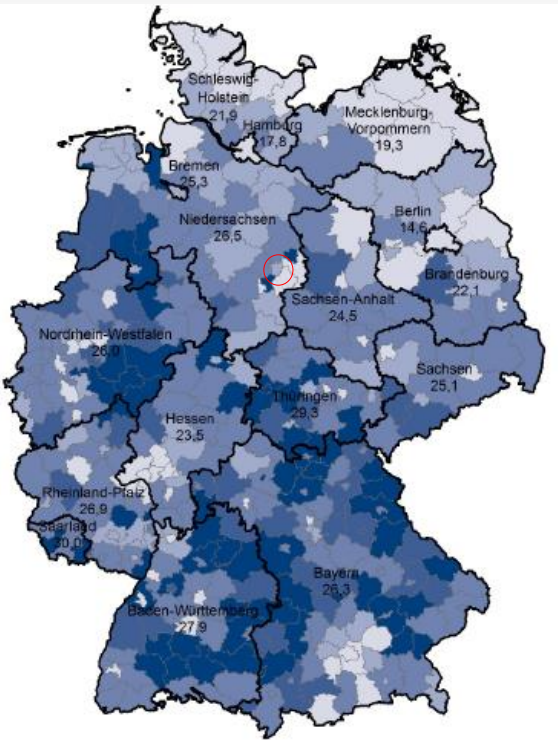 Schleswig-
Holstein
21,9
Hamburg
17,8
Mecklenburg-
Vorpommern
19,3
Bremen
25,3
Niedersachsen
26,5
Berlin
14,6
Brandenburg
22,1
Sachsen-Anhalt
24,5
Nordrhein-Westfalen
26,0
Sachsen
25,1
Thüringen
29,3
Hessen
23,5
Rheinland-Pfalz
26,9
Saarland
30,0
Bayern
26,3
Baden-Württemberg
27,9